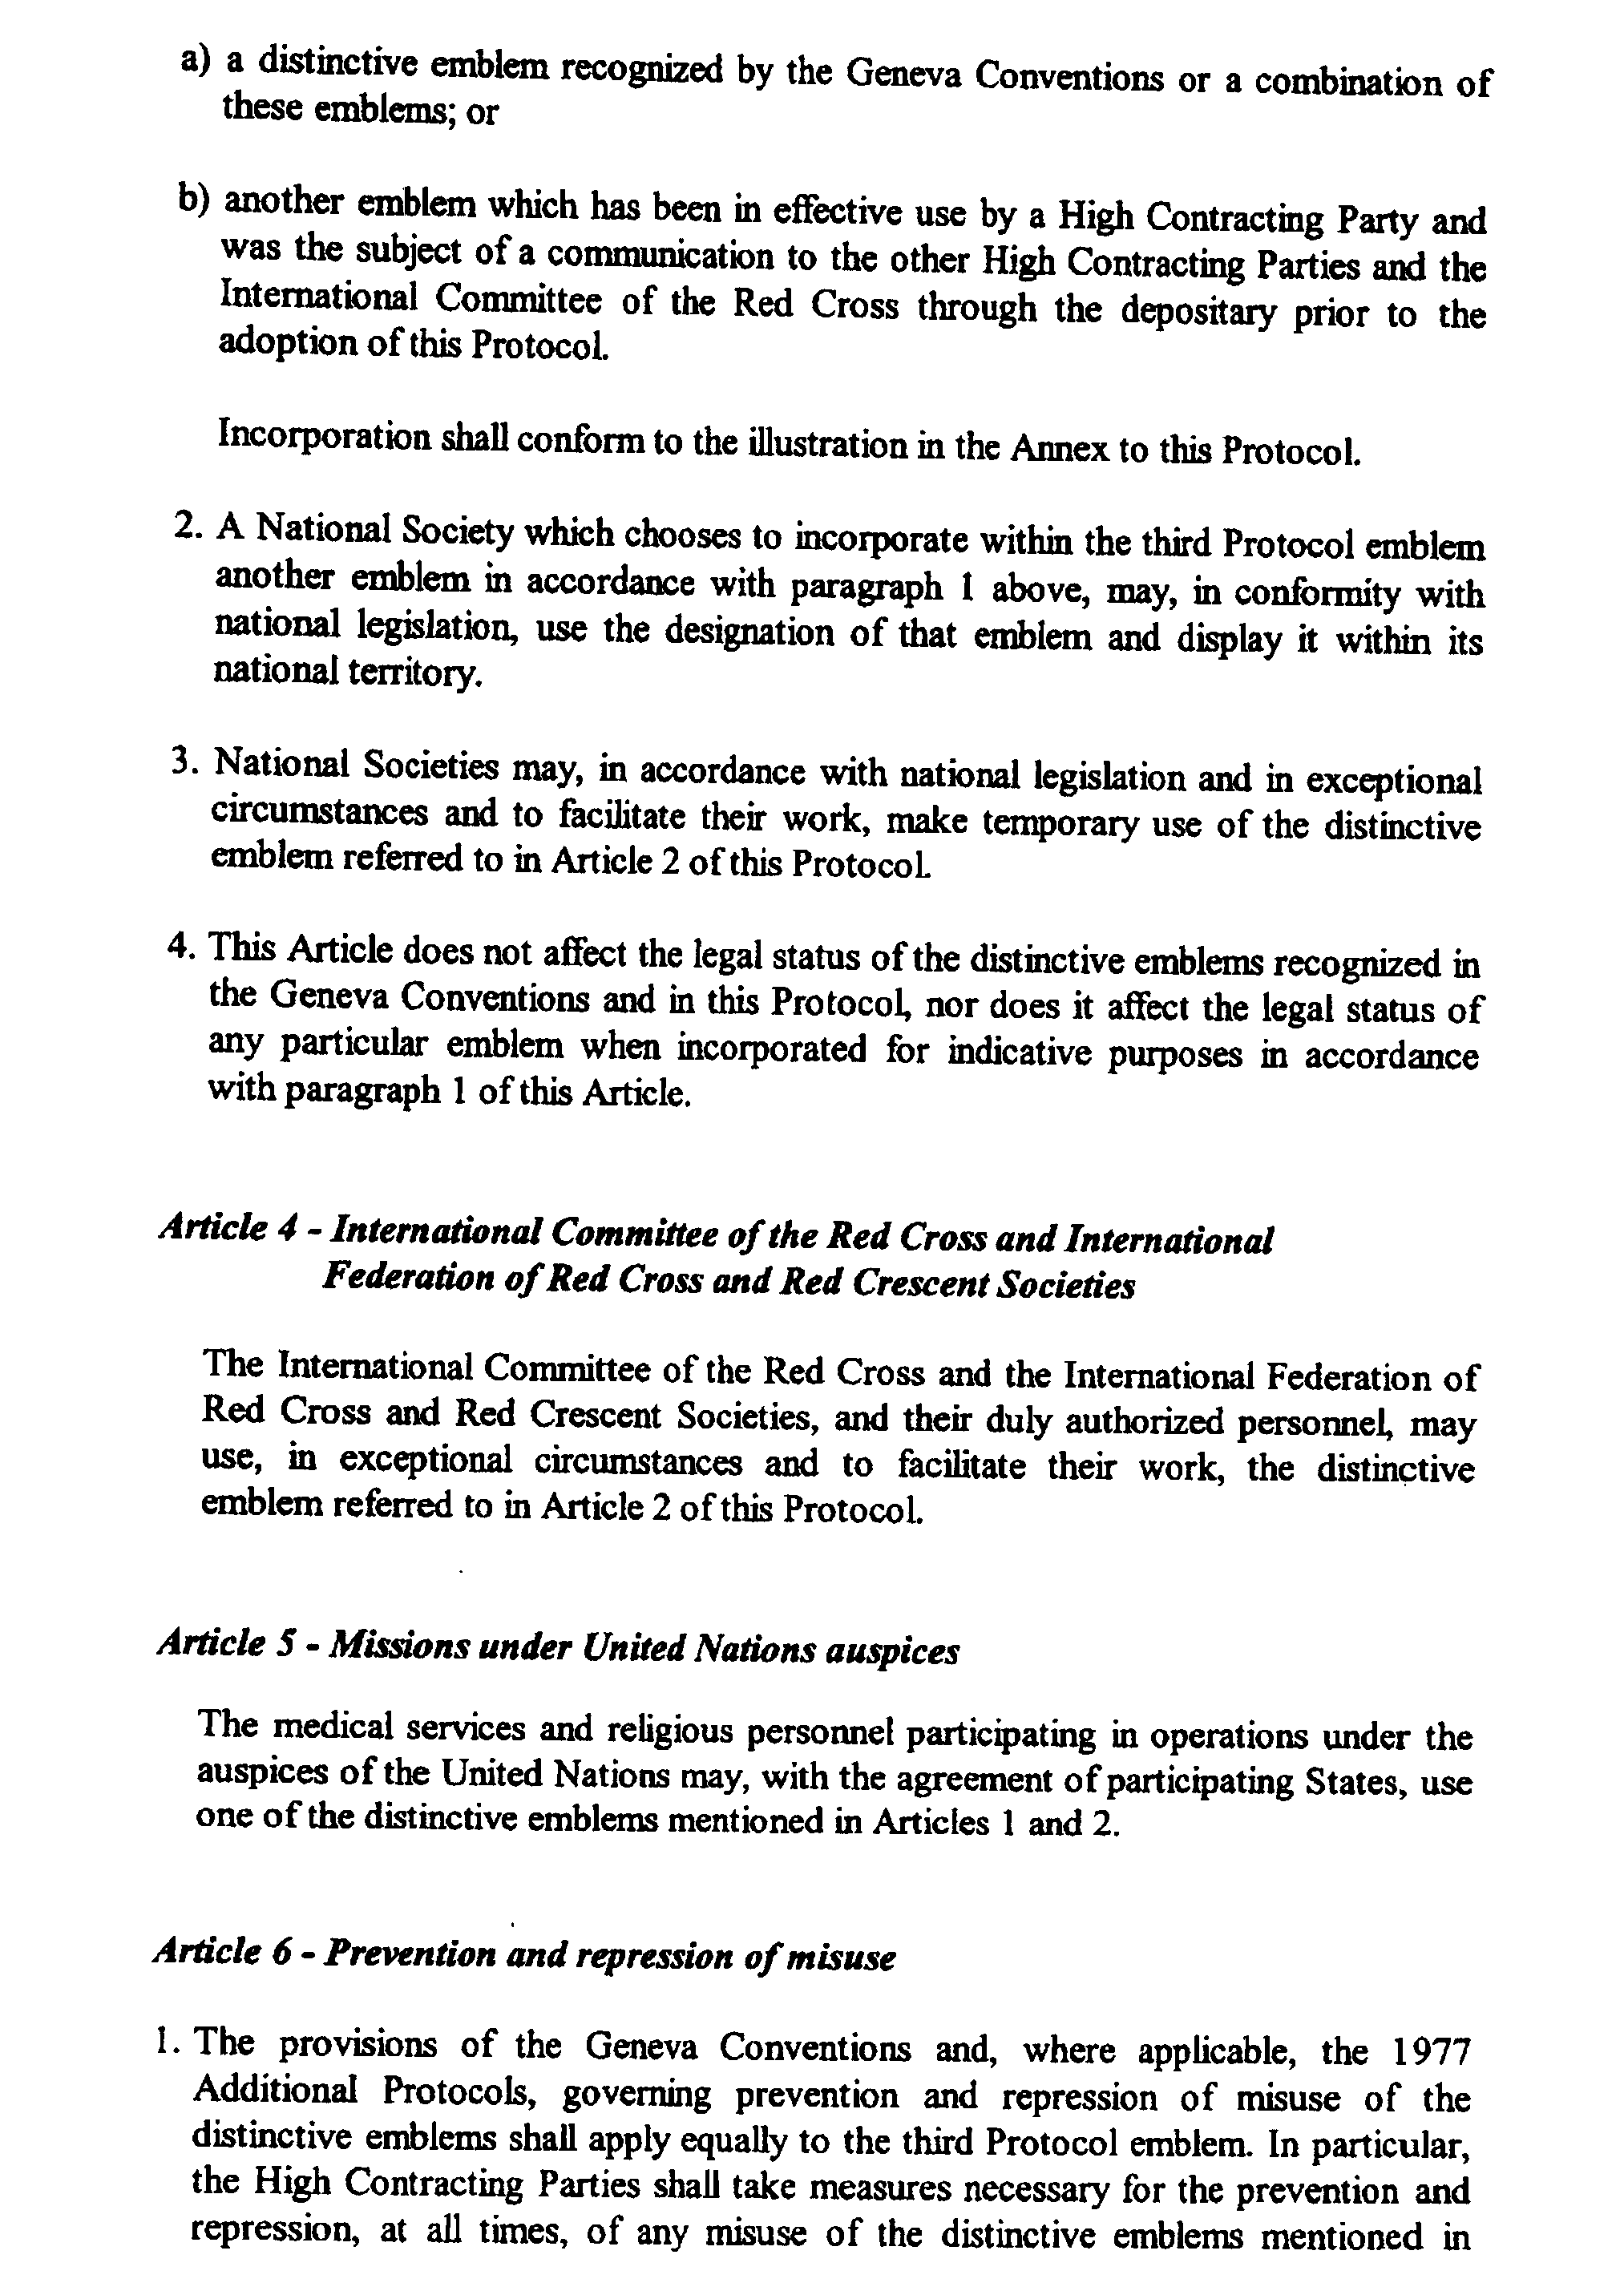 a) a distinctive emblem recognized by the Geneva Conventions or a combination of
these emblems; or
b) another emblem which has been in effective use by a High Contracting Party and
was the subject of a communication to the other High Contracting Parties and the
International Committee of the Red Cross through the depositary prior to the
adoption of this Protocol.
Incorporation shall conform to the illustration in the Annex to this Protocol.
2. A National Society which chooses to incorporate within the third Protocol emblem
another emblem in accordance with paragraph 1 above, may, in conformity with
national legislation, use the designation of that emblem and display it within its
national territory.
3. National Societies may, in accordance with national legislation and in exceptional
circumstances and to facilitate their work, make temporary use of the distinctive
emblem referred to in Article 2 of this Protocol.
4. This Article does not affect the legal status of the distinctive emblems recognized in
the Geneva Conventions and in this Protocol, nor does it affect the legal status of
any particular emblem when incorporated for indicative purposes in accordance
with paragraph 1 of this Article.
Article 4 - International Committee of the Red Cross and International
Federation of Red Cross and Red Crescent Societies
The International Committee of the Red Cross and the International Federation of
Red Cross and Red Crescent Societies, and their duly authorized personnel, may
use, in exceptional circumstances and to facilitate their work, the distinctive
emblem referred to in Article 2 of this Protocol.
Article 5 - Missions under United Nations auspices
The medical services and religious personnel participating in operations under the
auspices of the United Nations may, with the agreement of participating States, use
one of the distinctive emblems mentioned in Articles 1 and 2.
Article 6 - Prevention and repression of misuse
1. The provisions of the Geneva Conventions and, where applicable, the 1977
Additional Protocols, governing prevention and repression of misuse of the
distinctive emblems shall apply equally to the third Protocol emblem. In particular,
the High Contracting Parties shall take measures necessary for the prevention and
repression, at all times, of any misuse of the distinctive emblems mentioned in